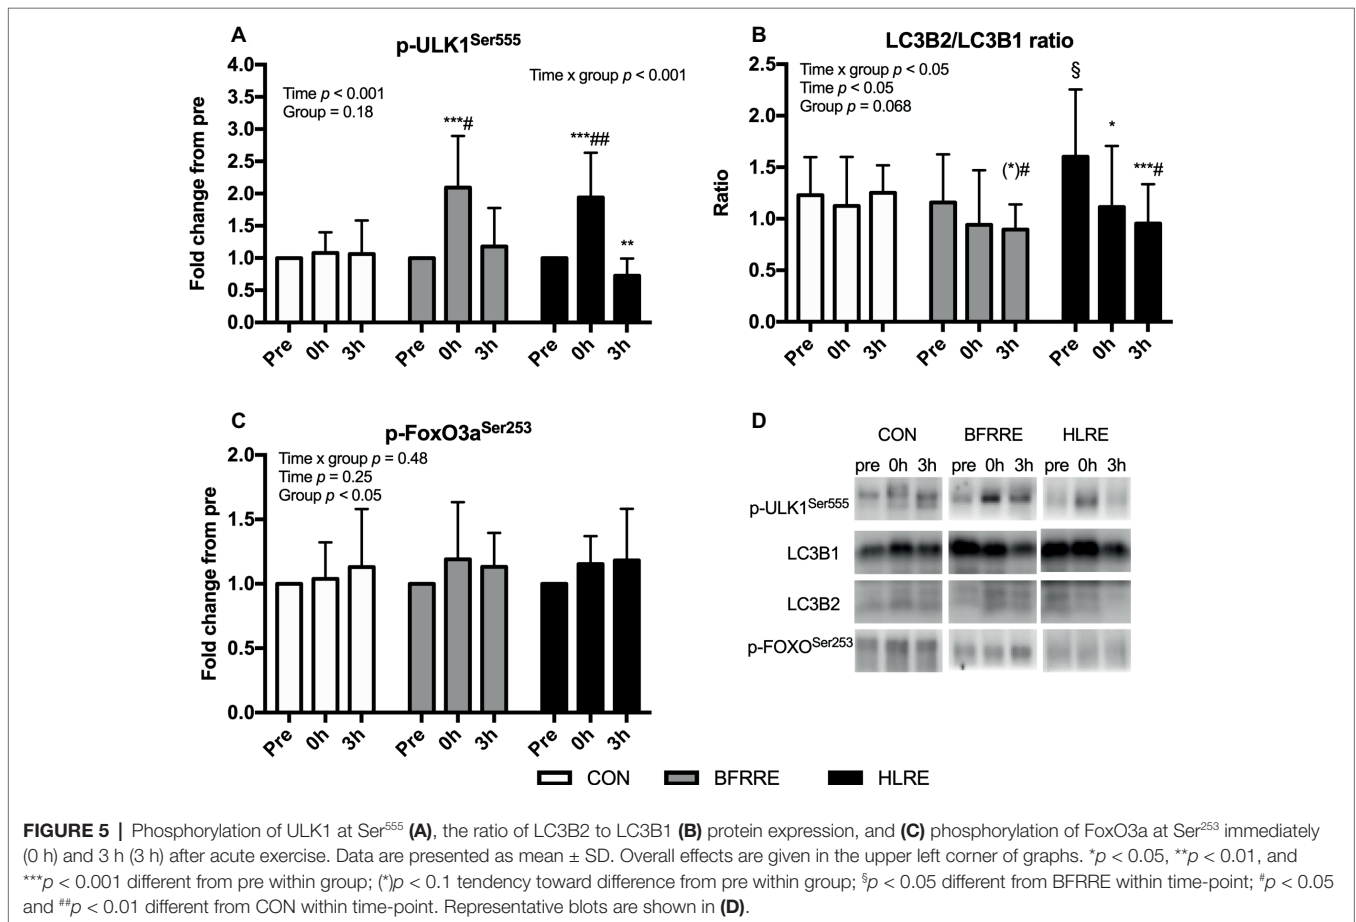 A
p-ULK1Ser555
Time x group p < 0.001
Time p < 0.001
Group = 0.18
Fold change from pre
4.0
3.5
3.0
2.5
2.0
1.5
1.0
0.5
0.0
***#
***##
**
Pre 0h 3h Pre 0h 3h Pre 0h 3h
B
LC3B2/LC3B1 ratio
Time x group p < 0.05
Time p < 0.05
Group p = 0.068
Ratio
2.5
2.0
1.5
1.0
0.5
0.0
(*)#
§
*
***#
Pre 0h 3h Pre 0h 3h Pre 0h 3h
C
p-FoxO3aSer253
Time x group p = 0.48
Time p = 0.25
Group p < 0.05
Fold change from pre
2.0
1.5
1.0
0.5
0.0
Pre 0h 3h Pre 0h 3h Pre 0h 3h
D
CON BFRRE HLRE
pre 0h 3h pre 0h 3h pre 0h 3h
p-ULK1Ser555
LC3B1
LC3B2
p-FOXOSer253
CON BFRRE HLRE
FIGURE 5 | Phosphorylation of ULK1 at Ser555 (A), the ratio of LC3B2 to LC3B1 (B) protein expression, and (C) phosphorylation of FoxO3a at Ser253 immediately
(0 h) and 3 h (3 h) after acute exercise. Data are presented as mean ± SD. Overall effects are given in the upper left corner of graphs. *p < 0.05, **p < 0.01, and
***p < 0.001 different from pre within group; (*)p < 0.1 tendency toward difference from pre within group; §p < 0.05 different from BFRRE within time-point; #p < 0.05
and ##p < 0.01 different from CON within time-point. Representative blots are shown in (D).